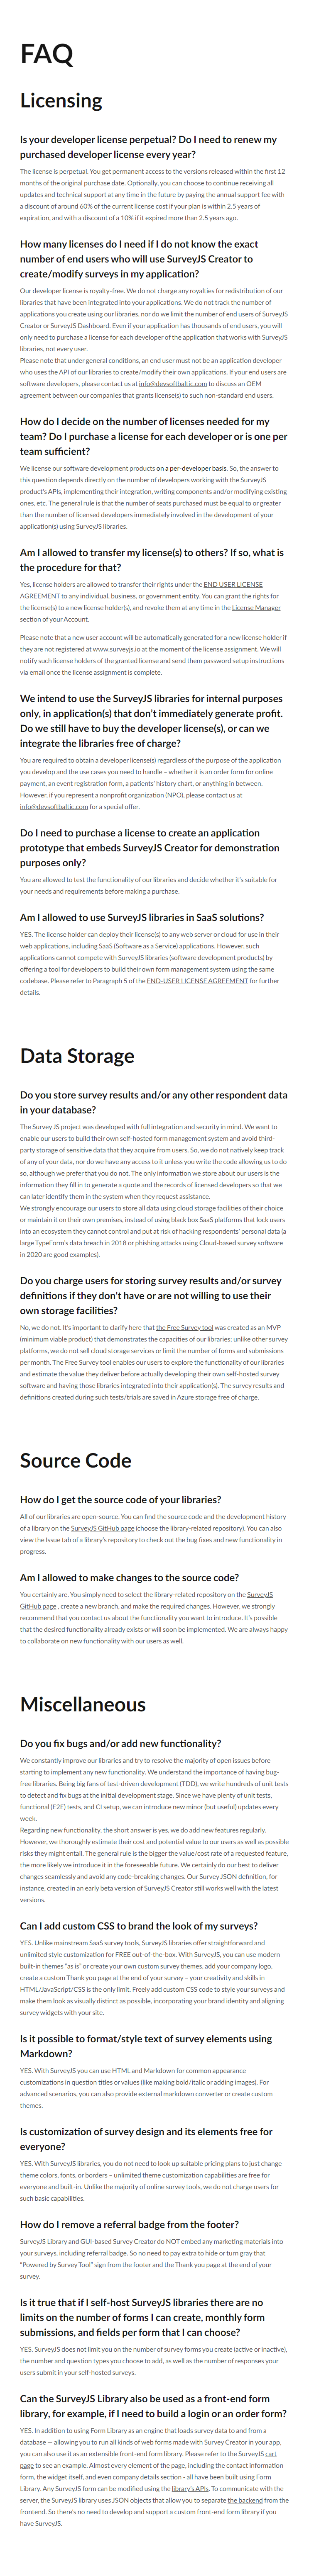 FAQ
Licensing
Is your developer license perpetual? Do I need to renew my
purchased developer license every year?
The license is perpetual. You get permanent access to the versions released within the first 12
months of the original purchase date. Optionally, you can choose to continue receiving all
updates and technical support at any time in the future by paying the annual support fee with
a discount of around 60% of the current license cost if your plan is within 2.5 years of
expiration, and with a discount of a 10% if it expired more than 2.5 years ago.
How many licenses do I need if I do not know the exact
number of end users who will use SurveyJS Creator to
create/modify surveys in my application?
Our developer license is royalty-free. We do not charge any royalties for redistribution of our
libraries that have been integrated into your applications. We do not track the number of
applications you create using our libraries, nor do we limit the number of end users of SurveyJS
Creator or SurveyJS Dashboard. Even if your application has thousands of end users, you will
only need to purchase a license for each developer of the application that works with SurveyJS
libraries, not every user.
Please note that under general conditions, an end user must not be an application developer
who uses the API of our libraries to create/modify their own applications. If your end users are
software developers, please contact us at info@devsoftbaltic.com to discuss an OEM
agreement between our companies that grants license(s) to such non-standard end users.
How do I decide on the number of licenses needed for my
team? Do I purchase a license for each developer or is one per
team sufficient?
We license our software development products on a per-developer basis. So, the answer to
this question depends directly on the number of developers working with the SurveyJS
product's APIs, implementing their integration, writing components and/or modifying existing
ones, etc. The general rule is that the number of seats purchased must be equal to or greater
than the number of licensed developers immediately involved in the development of your
application(s) using SurveyJS libraries.
Am I allowed to transfer my license(s) to others? If so, what is
the procedure for that?
Yes, license holders are allowed to transfer their rights under the END USER LICENSE
AGREEMENT to any individual, business, or government entity. You can grant the rights for
the license(s) to a new license holder(s), and revoke them at any time in the License Manager
section of your Account.
Please note that a new user account will be automatically generated for a new license holder if
they are not registered at www.surveyjs.io at the moment of the license assignment. We will
notify such license holders of the granted license and send them password setup instructions
via email once the license assignment is complete.
We intend to use the SurveyJS libraries for internal purposes
only, in application(s) that don't immediately generate profit.
Do we still have to buy the developer license(s), or can we
integrate the libraries free of charge?
You are required to obtain a developer license(s) regardless of the purpose of the application
you develop and the use cases you need to handle – whether it is an order form for online
payment, an event registration form, a patients' history chart, or anything in between.
However, if you represent a nonprofit organization (NPO), please contact us at
info@devsoftbaltic.com for a special offer.
Do I need to purchase a license to create an application
prototype that embeds SurveyJS Creator for demonstration
purposes only?
You are allowed to test the functionality of our libraries and decide whether it's suitable for
your needs and requirements before making a purchase.
Am I allowed to use SurveyJS libraries in SaaS solutions?
YES. The license holder can deploy their license(s) to any web server or cloud for use in their
web applications, including SaaS (Software as a Service) applications. However, such
applications cannot compete with SurveyJS libraries (software development products) by
offering a tool for developers to build their own form management system using the same
codebase. Please refer to Paragraph 5 of the END-USER LICENSE AGREEMENT for further
details.
Data Storage
Do you store survey results and/or any other respondent data
in your database?
The Survey JS project was developed with full integration and security in mind. We want to
enable our users to build their own self-hosted form management system and avoid third-
party storage of sensitive data that they acquire from users. So, we do not natively keep track
of any of your data, nor do we have any access to it unless you write the code allowing us to do
so, although we prefer that you do not. The only information we store about our users is the
information they fill in to generate a quote and the records of licensed developers so that we
can later identify them in the system when they request assistance.
We strongly encourage our users to store all data using cloud storage facilities of their choice
or maintain it on their own premises, instead of using black box SaaS platforms that lock users
into an ecosystem they cannot control and put at risk of hacking respondents' personal data (a
large TypeForm's data breach in 2018 or phishing attacks using Cloud-based survey software
in 2020 are good examples).
Do you charge users for storing survey results and/or survey
definitions if they don't have or are not willing to use their
own storage facilities?
No, we do not. It's important to clarify here that the Free Survey tool was created as an MVP
(minimum viable product) that demonstrates the capacities of our libraries; unlike other survey
platforms, we do not sell cloud storage services or limit the number of forms and submissions
per month. The Free Survey tool enables our users to explore the functionality of our libraries
and estimate the value they deliver before actually developing their own self-hosted survey
software and having those libraries integrated into their application(s). The survey results and
definitions created during such tests/trials are saved in Azure storage free of charge.
Source Code
How do I get the source code of your libraries?
All of our libraries are open-source. You can find the source code and the development history
of a library on the SurveyJS GitHub page (choose the library-related repository). You can also
view the Issue tab of a library's repository to check out the bug fixes and new functionality in
progress.
Am I allowed to make changes to the source code?
You certainly are. You simply need to select the library-related repository on the SurveyJS
GitHub page , create a new branch, and make the required changes. However, we strongly
recommend that you contact us about the functionality you want to introduce. It's possible
that the desired functionality already exists or will soon be implemented. We are always happy
to collaborate on new functionality with our users as well.
Miscellaneous
Do you fix bugs and/or add new functionality?
We constantly improve our libraries and try to resolve the majority of open issues before
starting to implement any new functionality. We understand the importance of having bug-
free libraries. Being big fans of test-driven development (TDD), we write hundreds of unit tests
to detect and fix bugs at the initial development stage. Since we have plenty of unit tests,
functional (E2E) tests, and CI setup, we can introduce new minor (but useful) updates every
week.
Regarding new functionality, the short answer is yes, we do add new features regularly.
However, we thoroughly estimate their cost and potential value to our users as well as possible
risks they might entail. The general rule is the bigger the value/cost rate of a requested feature,
the more likely we introduce it in the foreseeable future. We certainly do our best to deliver
changes seamlessly and avoid any code-breaking changes. Our Survey JSON definition, for
instance, created in an early beta version of SurveyJS Creator still works well with the latest
versions.
Can I add custom CSS to brand the look of my surveys?
YES. Unlike mainstream SaaS survey tools, SurveyJS libraries offer straightforward and
unlimited style customization for FREE out-of-the-box. With SurveyJS, you can use modern
built-in themes "as is" or create your own custom survey themes, add your company logo,
create a custom Thank you page at the end of your survey – your creativity and skills in
HTML/JavaScript/CSS is the only limit. Freely add custom CSS code to style your surveys and
make them look as visually distinct as possible, incorporating your brand identity and aligning
survey widgets with your site.
Is it possible to format/style text of survey elements using
Markdown?
YES. With SurveyJS you can use HTML and Markdown for common appearance
customizations in question titles or values (like making bold/italic or adding images). For
advanced scenarios, you can also provide external markdown converter or create custom
themes.
Is customization of survey design and its elements free for
everyone?
YES. With SurveyJS libraries, you do not need to look up suitable pricing plans to just change
theme colors, fonts, or borders – unlimited theme customization capabilities are free for
everyone and built-in. Unlike the majority of online survey tools, we do not charge users for
such basic capabilities.
How do I remove a referral badge from the footer?
SurveyJS Library and GUI-based Survey Creator do NOT embed any marketing materials into
your surveys, including referral badge. So no need to pay extra to hide or turn gray that
"Powered by Survey Tool" sign from the footer and the Thank you page at the end of your
survey.
Is it true that if I self-host SurveyJS libraries there are no
limits on the number of forms I can create, monthly form
submissions, and fields per form that I can choose?
YES. SurveyJS does not limit you on the number of survey forms you create (active or inactive),
the number and question types you choose to add, as well as the number of responses your
users submit in your self-hosted surveys.
Can the SurveyJS Library also be used as a front-end form
library, for example, if I need to build a login or an order form?
YES. In addition to using Form Library as an engine that loads survey data to and from a
database — allowing you to run all kinds of web forms made with Survey Creator in your app,
you can also use it as an extensible front-end form library. Please refer to the SurveyJS cart
page to see an example. Almost every element of the page, including the contact information
form, the widget itself, and even company details section - all have been built using Form
Library. Any SurveyJS form can be modified using the library's APIs. To communicate with the
server, the SurveyJS library uses JSON objects that allow you to separate the backend from the
frontend. So there's no need to develop and support a custom front-end form library if you
have SurveyJS.